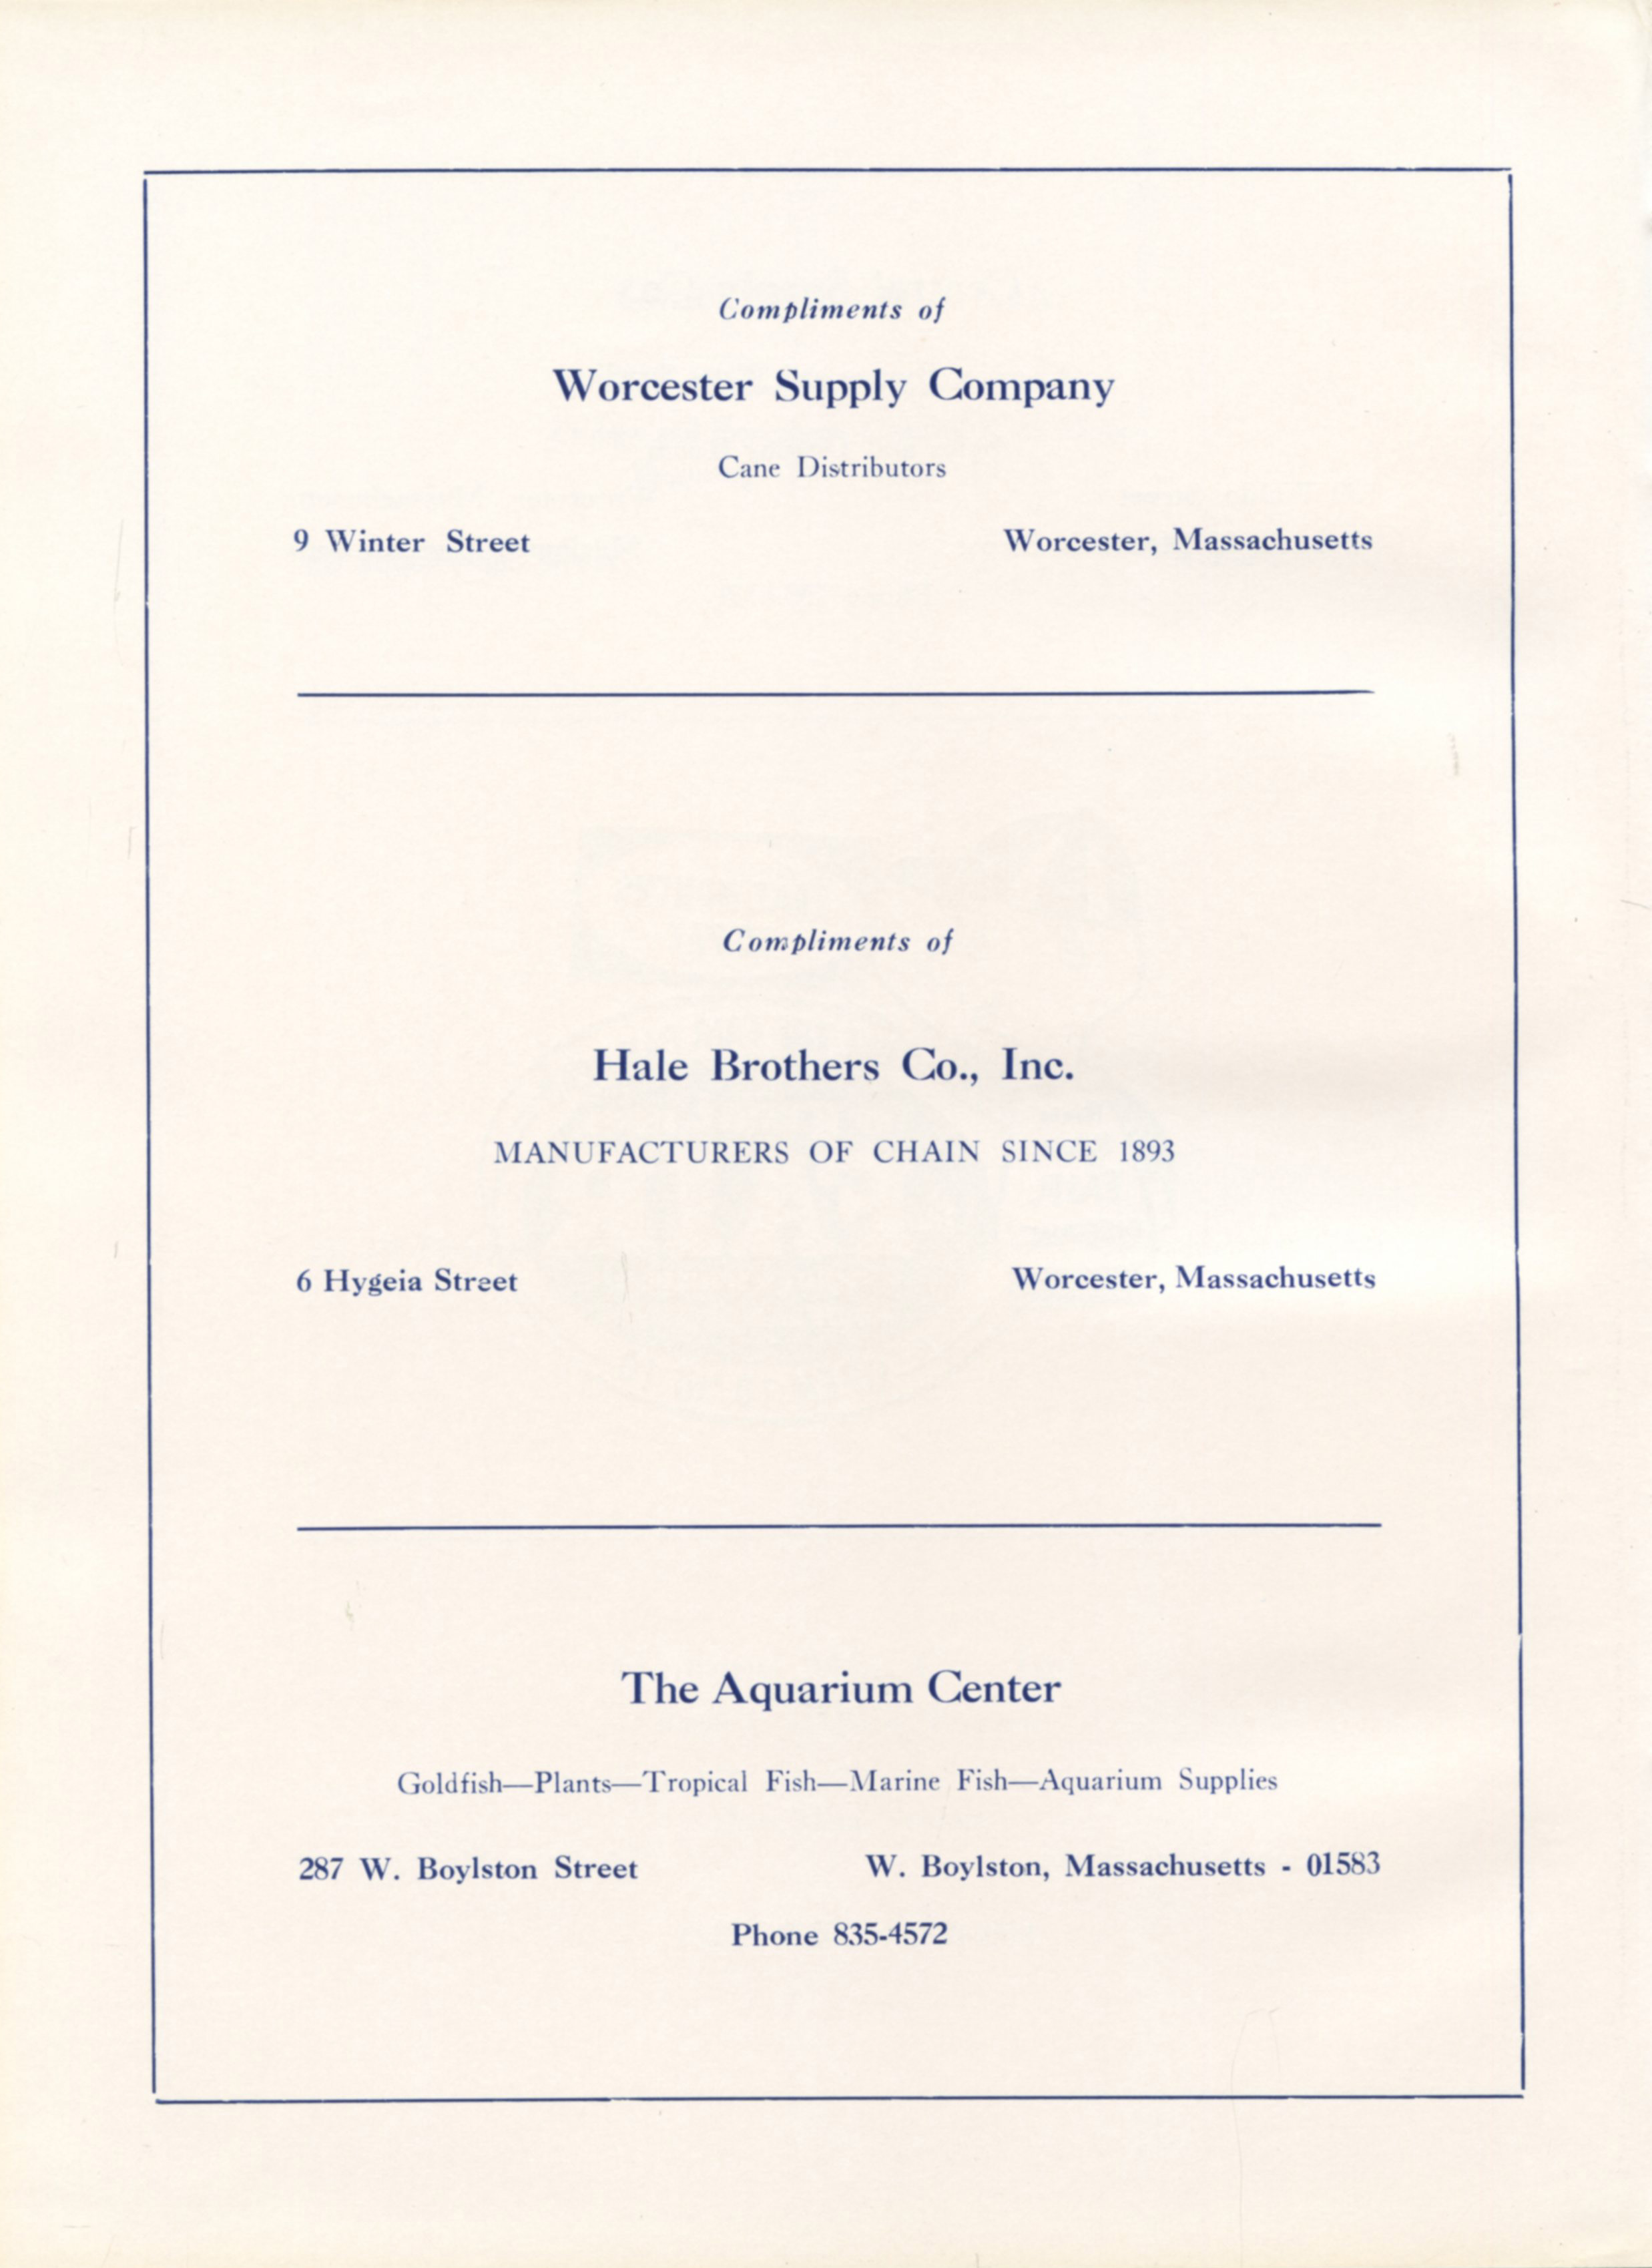 Compliments of
Worcester Supply Company
Cane Distributors
9 Winter Street Worcester, Massachusetts
Compliments of
Hale Brothers Co., Inc.
MANUFACTURERS OF CHAIN SINCE 1893
6 Hygeia Street Worcester, Massachusetts
The Aquarium Center
Goldfish—Plants—Tropical Fish—Marine Fish—Aquarium Supplies
287 W. Boylston Street W. Boylston, Massachusetts - 01583
Phone 835-4572